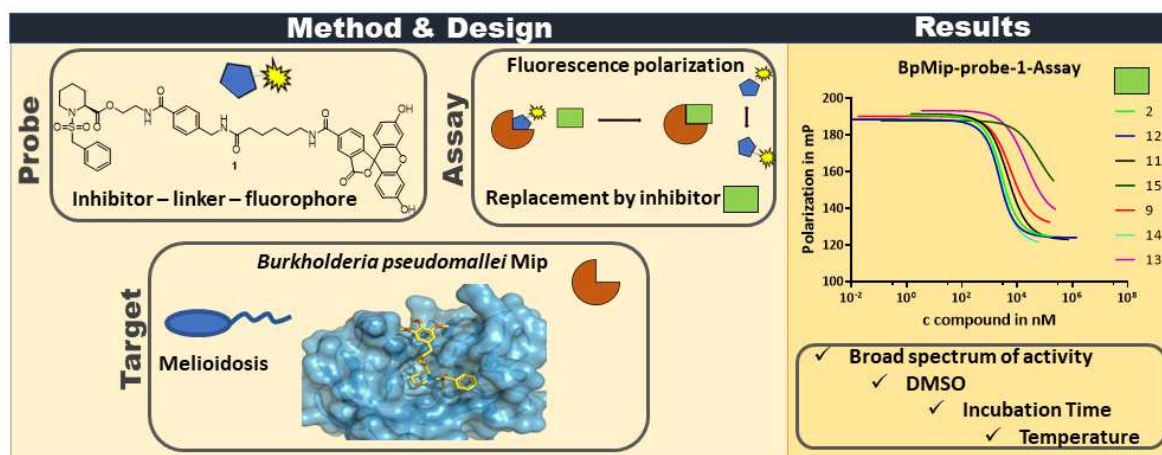 Method & Design
Results
Probe
N
O
O
O=S=O
O
H
N
N
H
O
H
N
O
OH
O
O
O
OH
1
Inhibitor – linker – fluorophore
Assay
Fluorescence polarization
Replacement by inhibitor
Target
Burkholderia pseudomallei Mip
Melioidosis
BpMip-probe-1-Assay
Polarization in mP
200
180
160
140
120
100
10-2
100
102
104
106
108
c compound in nM
2
12
11
15
9
14
13
✓ Broad spectrum of activity
✓ DMSO
✓ Incubation Time
✓ Temperature